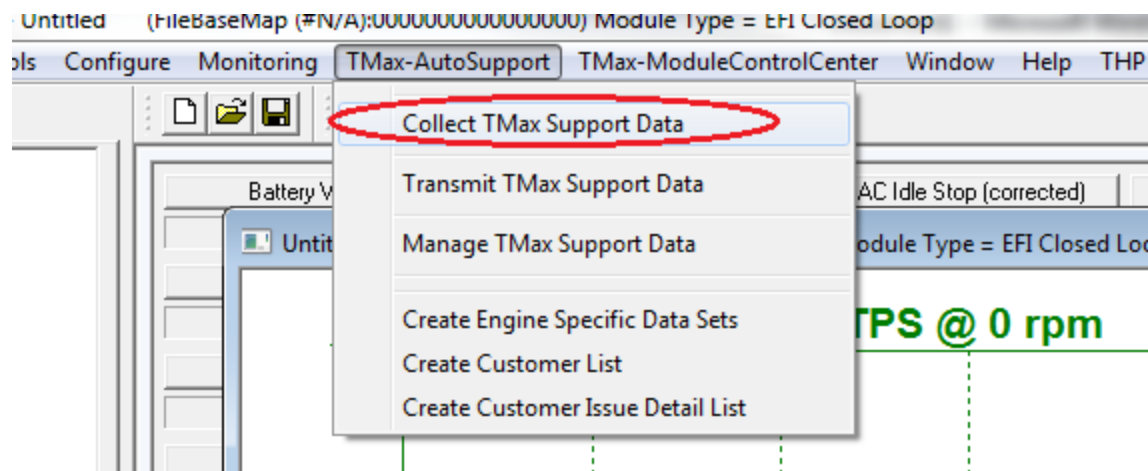 Untitled (FileBaseMap (#N/A):0000000000000000) Module Type = EFI Closed Loop
Configure Monitoring TMax-AutoSupport TMax-ModuleControlCenter Window Help THP
Collect TMax Support Data
Transmit TMax Support Data
Battery V AC Idle Stop (corrected)
Manage TMax Support Data
Untit odule Type = EFI Closed Loo
Create Engine Specific Data Sets
TPS @ 0 rpm
Create Customer List
Create Customer Issue Detail List